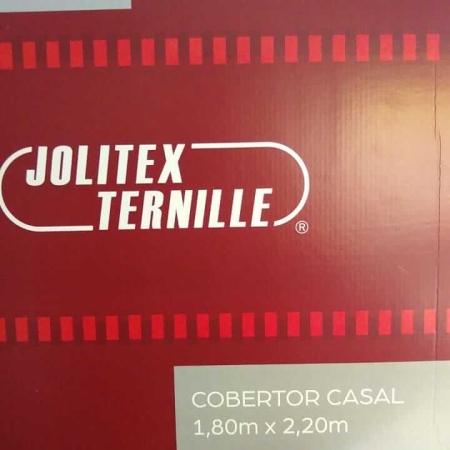 JOLITEX
TERNILLE®
COBERTOR CASAL
1,80m x 2,20m